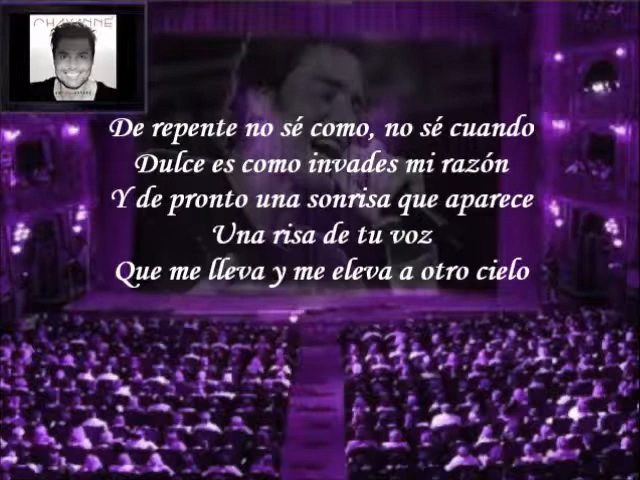 CHAYANNE
De repente no sé como, no sé cuando
Dulce es como invades mi razón
Y de pronto una sonrisa que aparece
Una risa de tu voz
Que me lleva y me eleva a otro cielo